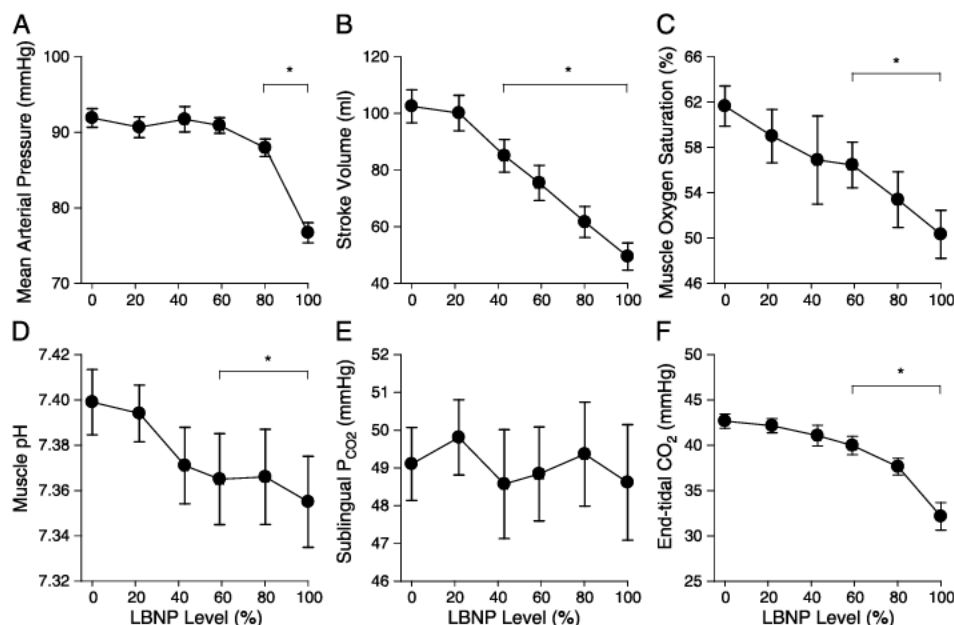 A
Mean Arterial Pressure (mmHg)
100
90
80
70
*
0 20 40 60 80 100
B
Stroke Volume (ml)
120
100
80
60
40
*
0 20 40 60 80 100
C
Muscle Oxygen Saturation (%)
66
62
58
54
50
46
*
0 20 40 60 80 100
D
Muscle pH
7.42
7.40
7.38
7.36
7.34
7.32
*
0 20 40 60 80 100
LBNP Level (%)
E
Sublingual P_CO2 (mmHg)
52
51
50
49
48
47
46
0 20 40 60 80 100
LBNP Level (%)
F
End-tidal CO₂ (mmHg)
50
45
40
35
30
25
*
0 20 40 60 80 100
LBNP Level (%)